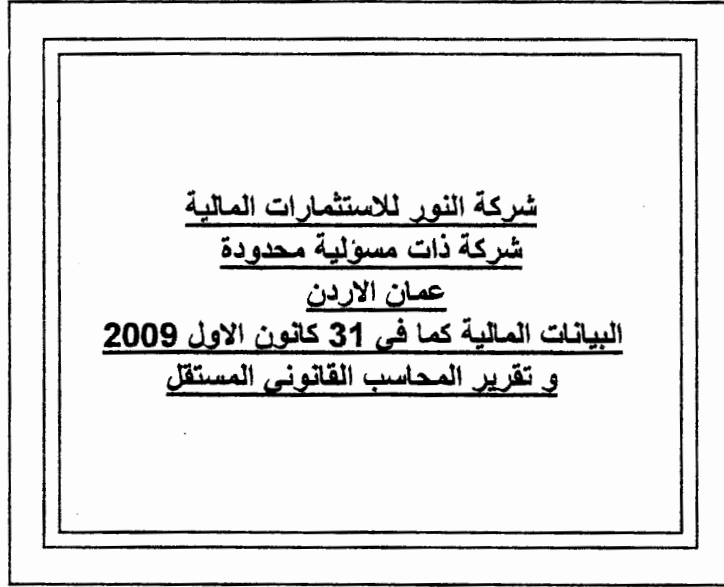 شركة النور للاستثمارات المالية
شركة ذات مسؤلية محدودة
عمان الاردن
البيانات المالية كما في 31 كانون الاول 2009
و تقرير المحاسب القانوني المستقل